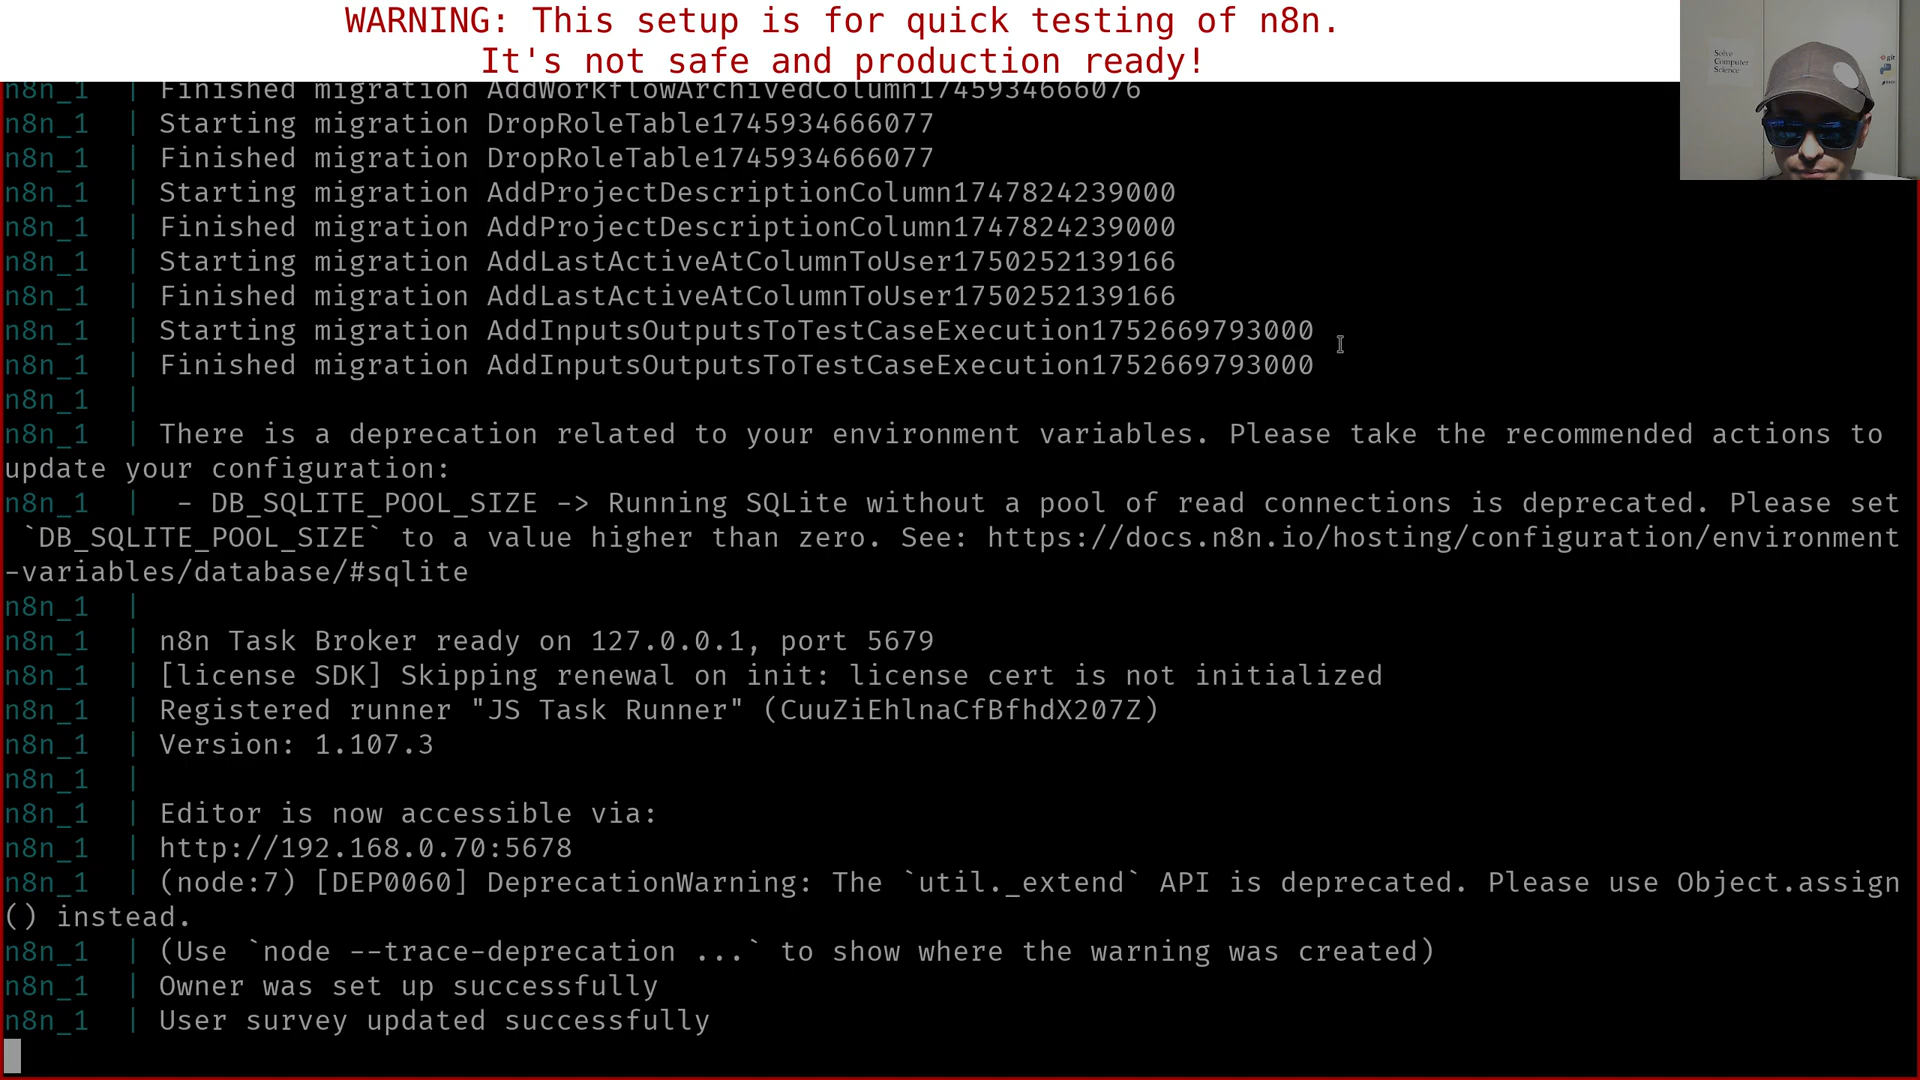 WARNING: This setup is for quick testing of n8n.
It's not safe and production ready!
Solve
Computer
Science
git
n8n_1  | Finished migration AddWorkflowArchivedColumn1745934666076
n8n_1  | Starting migration DropRoleTable1745934666077
n8n_1  | Finished migration DropRoleTable1745934666077
n8n_1  | Starting migration AddProjectDescriptionColumn1747824239000
n8n_1  | Finished migration AddProjectDescriptionColumn1747824239000
n8n_1  | Starting migration AddLastActiveAtColumnToUser1750252139166
n8n_1  | Finished migration AddLastActiveAtColumnToUser1750252139166
n8n_1  | Starting migration AddInputsOutputsToTestCaseExecution1752669793000
n8n_1  | Finished migration AddInputsOutputsToTestCaseExecution1752669793000
n8n_1  |
n8n_1  | There is a deprecation related to your environment variables. Please take the recommended actions to
update your configuration:
n8n_1  |  - DB_SQLITE_POOL_SIZE -> Running SQLite without a pool of read connections is deprecated. Please set
 `DB_SQLITE_POOL_SIZE` to a value higher than zero. See: https://docs.n8n.io/hosting/configuration/environment
-variables/database/#sqlite
n8n_1  |
n8n_1  | n8n Task Broker ready on 127.0.0.1, port 5679
n8n_1  | [license SDK] Skipping renewal on init: license cert is not initialized
n8n_1  | Registered runner "JS Task Runner" (CuuZiEhlnaCfBfhdX207Z)
n8n_1  | Version: 1.107.3
n8n_1  |
n8n_1  | Editor is now accessible via:
n8n_1  | http://192.168.0.70:5678
n8n_1  | (node:7) [DEP0060] DeprecationWarning: The `util._extend` API is deprecated. Please use Object.assign
() instead.
n8n_1  | (Use `node --trace-deprecation ...` to show where the warning was created)
n8n_1  | Owner was set up successfully
n8n_1  | User survey updated successfully